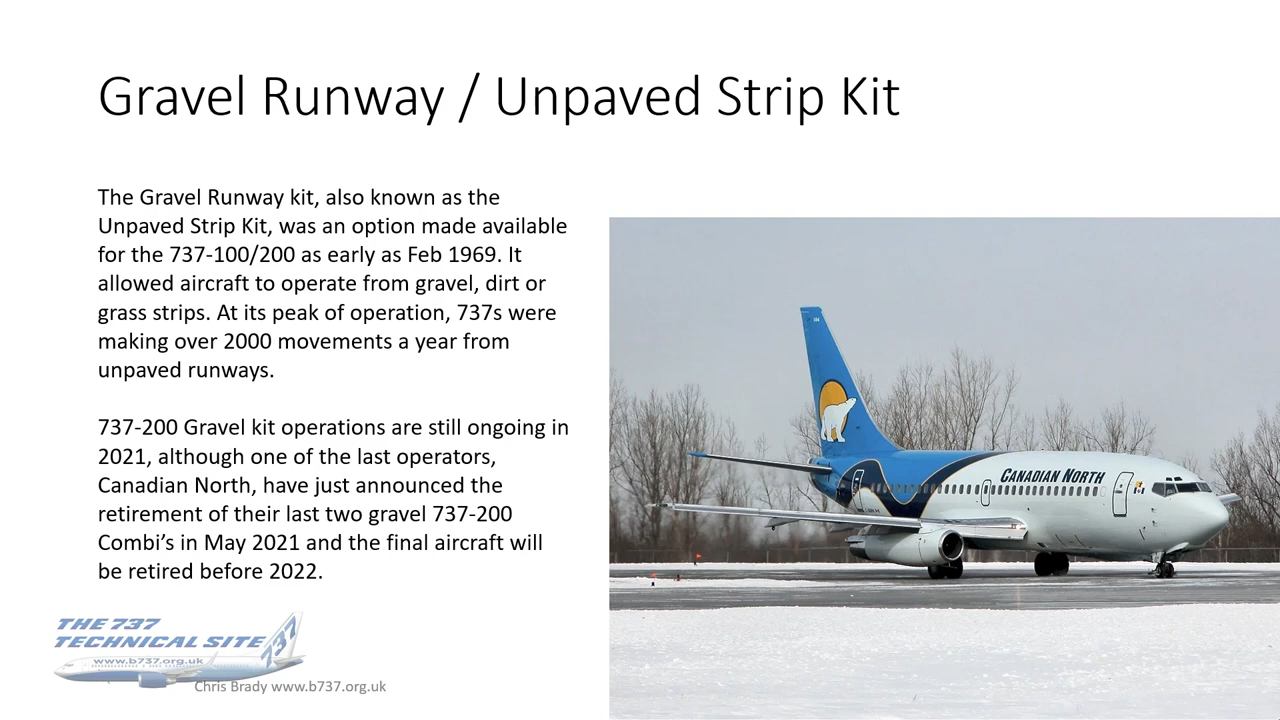 Gravel Runway / Unpaved Strip Kit
The Gravel Runway kit, also known as the
Unpaved Strip Kit, was an option made available
for the 737-100/200 as early as Feb 1969. It
allowed aircraft to operate from gravel, dirt or
grass strips. At its peak of operation, 737s were
making over 2000 movements a year from
unpaved runways.
737-200 Gravel kit operations are still ongoing in
2021, although one of the last operators,
Canadian North, have just announced the
retirement of their last two gravel 737-200
Combi’s in May 2021 and the final aircraft will
be retired before 2022.
CANADIAN NORTH
THE 737
TECHNICAL SITE
737
www.b737.org.uk
Chris Brady www.b737.org.uk